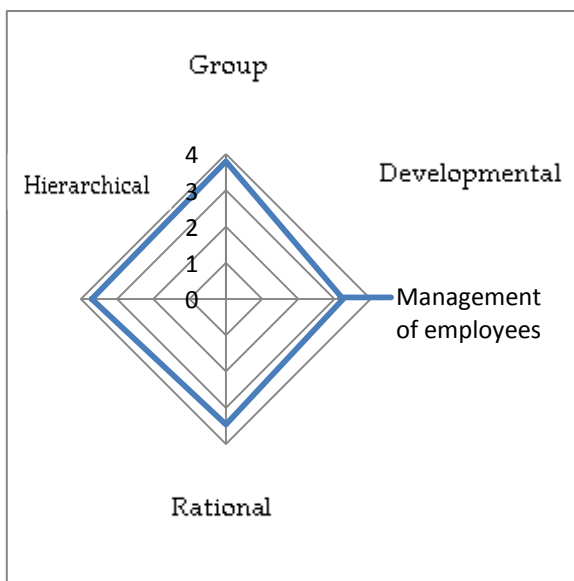 Group
4
Developmental
Hierarchical
3
2
1
0
Management
of employees
Rational